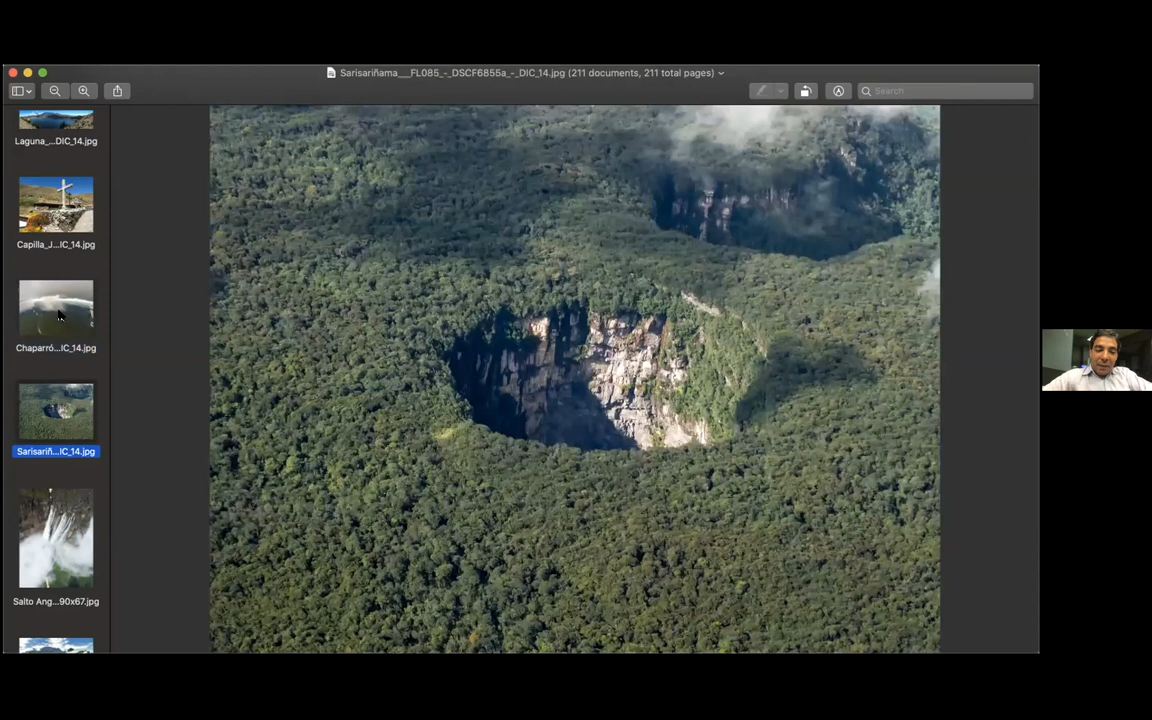 Sarisariñama___FL085_-_DSCF6855a_-_DIC_14.jpg (211 documents, 211 total pages)
Search
Laguna_...DIC_14.jpg
Capilla_J...IC_14.jpg
Chaparró...IC_14.jpg
Sarisariñ...IC_14.jpg
Salto Ang...90x67.jpg